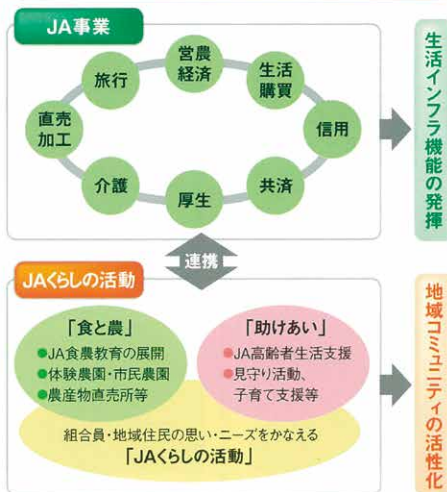 JA事業
営農
経済
生活
購買
信用
共済
厚生
介護
直売
加工
旅行
生活インフラ機能の発揮
連携
JAくらしの活動
「食と農」
●JA食農教育の展開
●体験農園・市民農園
●農産物直売所等
「助けあい」
●JA高齢者生活支援
●見守り活動、
子育て支援等
組合員・地域住民の思い・ニーズをかなえる
「JAくらしの活動」
地域コミュニティの活性化